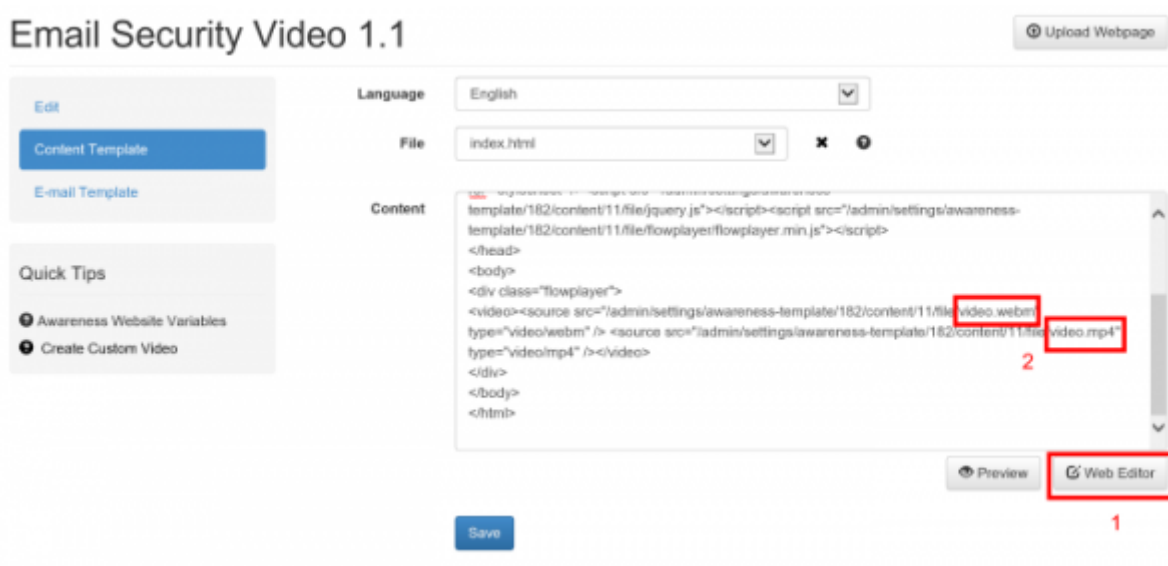 Email Security Video 1.1
Upload Webpage
Edit
Content Template
E-mail Template
Quick Tips
Awareness Website Variables
Create Custom Video
Language
English
File
index.html
Content
template/182/content/11/file/jquery.js"></script><script src="/admin/settings/awareness-
template/182/content/11/file/flowplayer/flowplayer.min.js"></script>
</head>
<body>
<div class="flowplayer">
<video><source src="/admin/settings/awareness-template/182/content/11/file/video.webm"
type="video/webm" /> <source src="/admin/settings/awareness-template/182/content/11/file/video.mp4"
type="video/mp4" /></video>
</div>
</body>
</html>
2
Preview
Web Editor
1
Save